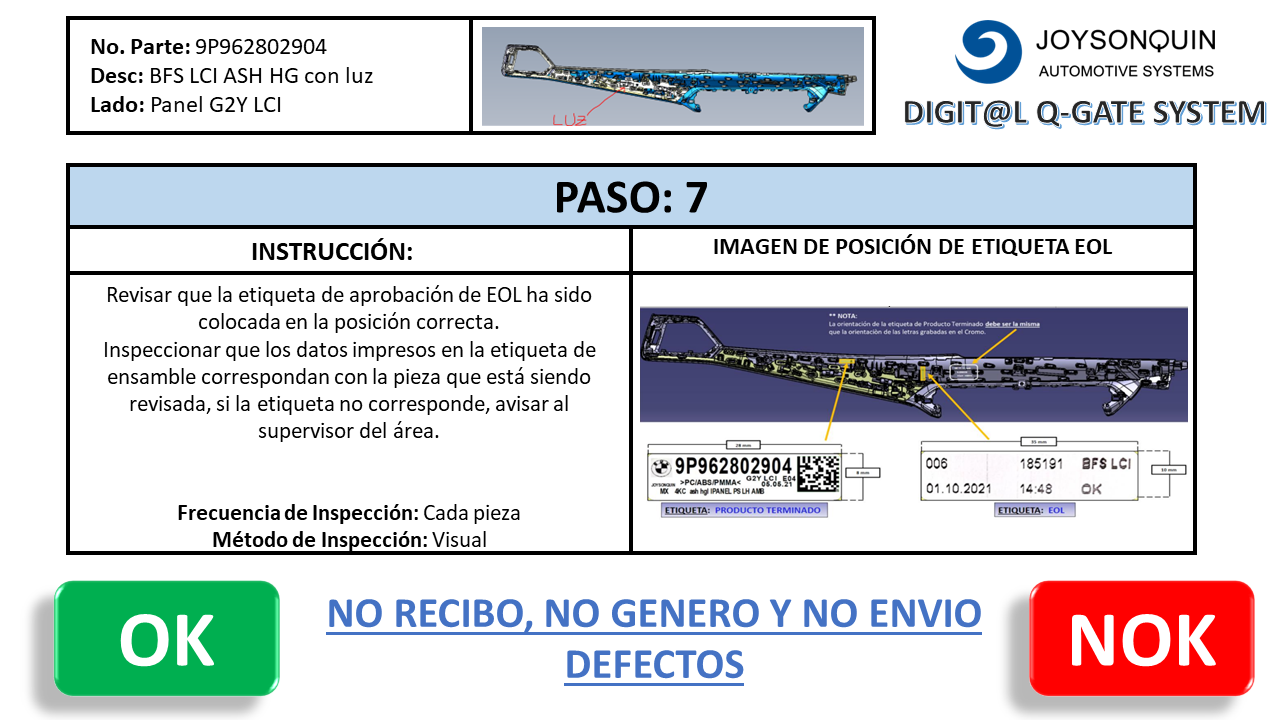 No. Parte: 9P962802904
Desc: BFS LCI ASH HG con luz
Lado: Panel G2Y LCI
LUZ
JOYSONQUIN
AUTOMOTIVE SYSTEMS
DIGIT@L Q-GATE SYSTEM
PASO: 7
INSTRUCCIÓN:
IMAGEN DE POSICIÓN DE ETIQUETA EOL
Revisar que la etiqueta de aprobación de EOL ha sido
colocada en la posición correcta.
Inspeccionar que los datos impresos en la etiqueta de
ensamble correspondan con la pieza que está siendo
revisada, si la etiqueta no corresponde, avisar al
supervisor del área.
Frecuencia de Inspección: Cada pieza
Método de Inspección: Visual
** NOTA:
La orientación de la etiqueta de Producto Terminado debe ser la misma
que la orientación de las letras grabadas en el Cromo.
28 mm
8 mm
BMW
9P962802904
G2Y LCI E04
JOYSONQUIN >PC/ABS/PMMA< 05.05.21
MX 4KC ash hgl IPANEL PS LH AMB
ETIQUETA: PRODUCTO TERMINADO
35 mm
10 mm
006 185191 BFS LCI
01.10.2021 14:48 OK
ETIQUETA: EOL
OK
NO RECIBO, NO GENERO Y NO ENVIO
DEFECTOS
NOK